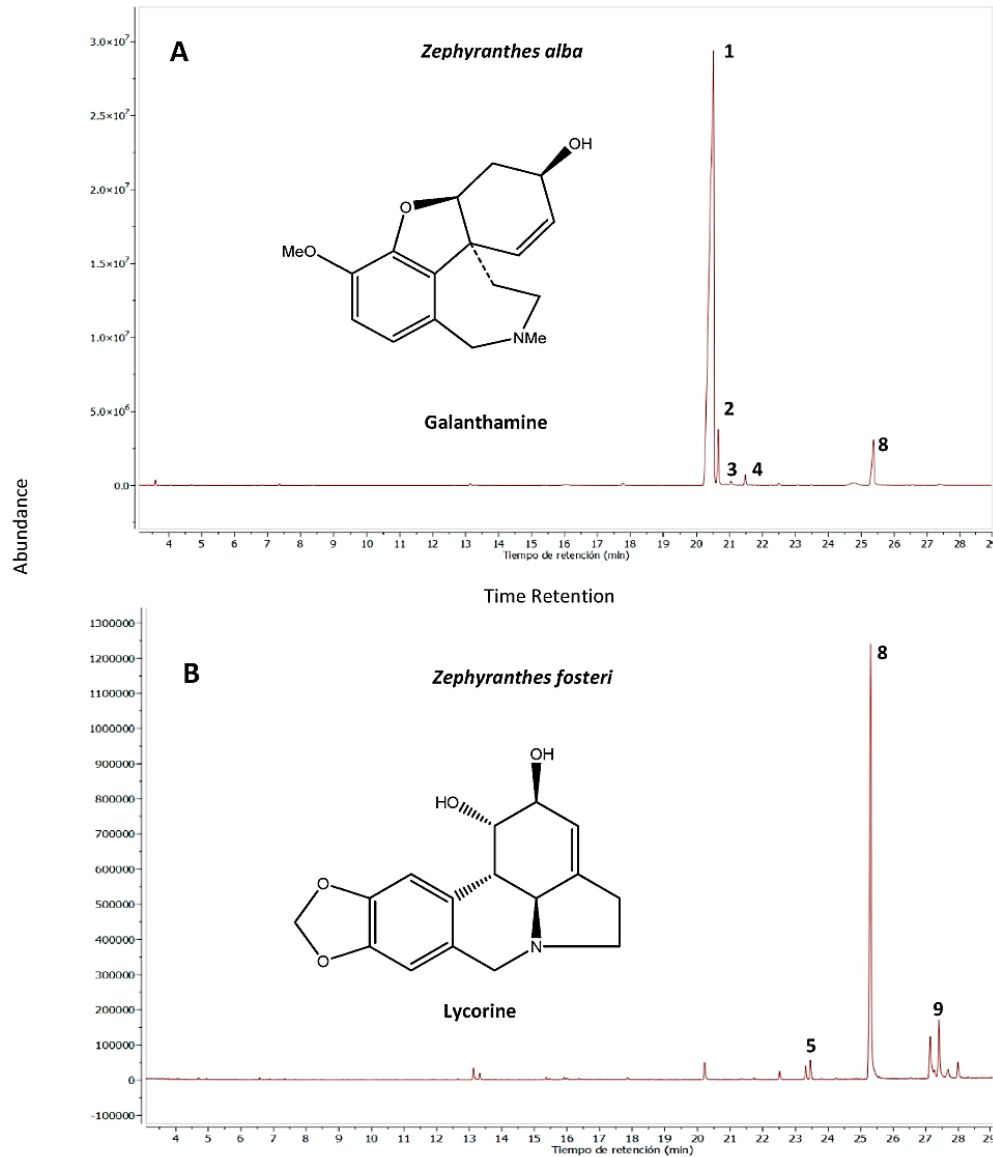 A
Zephyranthes alba
1
3.0×10⁷
2.5×10⁷
2.0×10⁷
1.5×10⁷
1.0×10⁷
5.0×10⁶
0.0
OH
O
MeO
NMe
Galanthamine
2
3
4
8
4 5 6 7 8 9 10 11 12 13 14 15 16 17 18 19 20 21 22 23 24 25 26 27 28 29
Tiempo de retención (min)
Abundance
Time Retention
B
Zephyranthes fosteri
8
1300000
1200000
1100000
1000000
900000
800000
700000
600000
500000
400000
300000
200000
100000
0
-100000
OH
HO
O
O
N
Lycorine
5
9
4 5 6 7 8 9 10 11 12 13 14 15 16 17 18 19 20 21 22 23 24 25 26 27 28 29
Tiempo de retención (min)